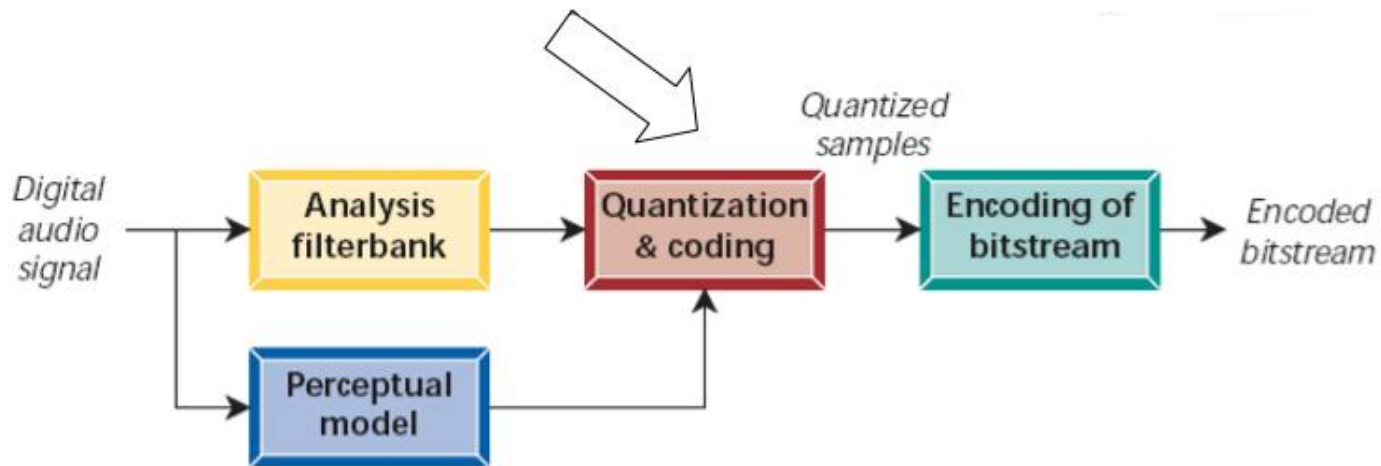 Digital
audio
signal
Analysis
filterbank
Quantization
& coding
Quantized
samples
Encoding of
bitstream
Encoded
bitstream
Perceptual
model